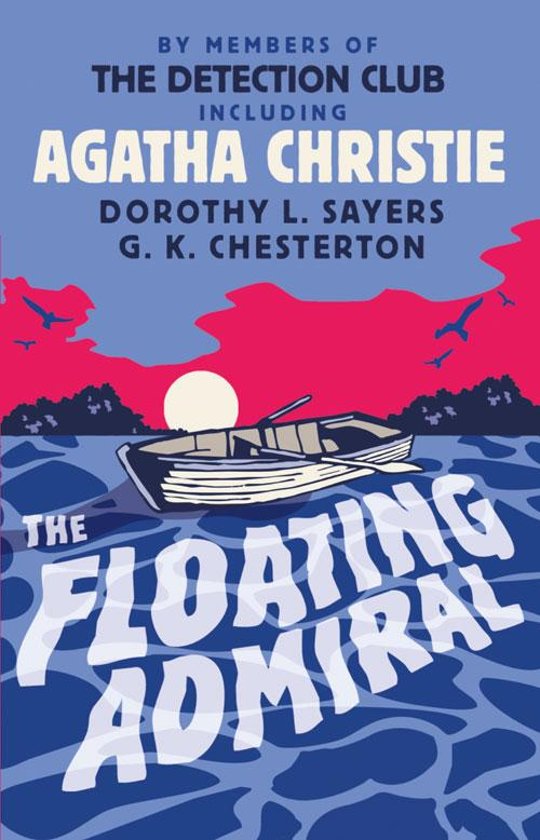 BY MEMBERS OF
THE DETECTION CLUB
INCLUDING
AGATHA CHRISTIE
DOROTHY L. SAYERS
G. K. CHESTERTON
THE
FLOATING
ADMIRAL